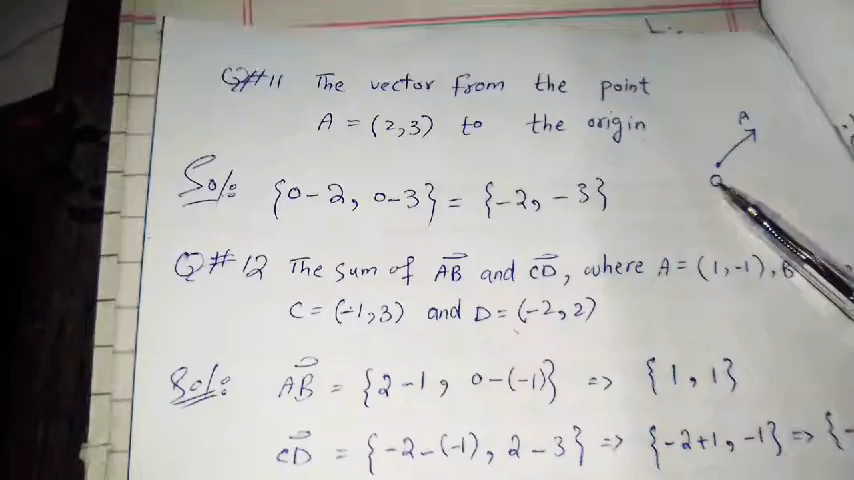 Q#11 The vector from the point
A = (2,3) to the origin
A
O
Sol: {0-2, 0-3} = {-2, -3}
Q#12 The sum of AB and CD, where A = (1,-1), B
C = (-1,3) and D = (-2,2)
Sol: AB = {2-1, 0-(-1)} => {1, 1}
CD = {-2-(-1), 2-3} => {-2+1, -1} => {-